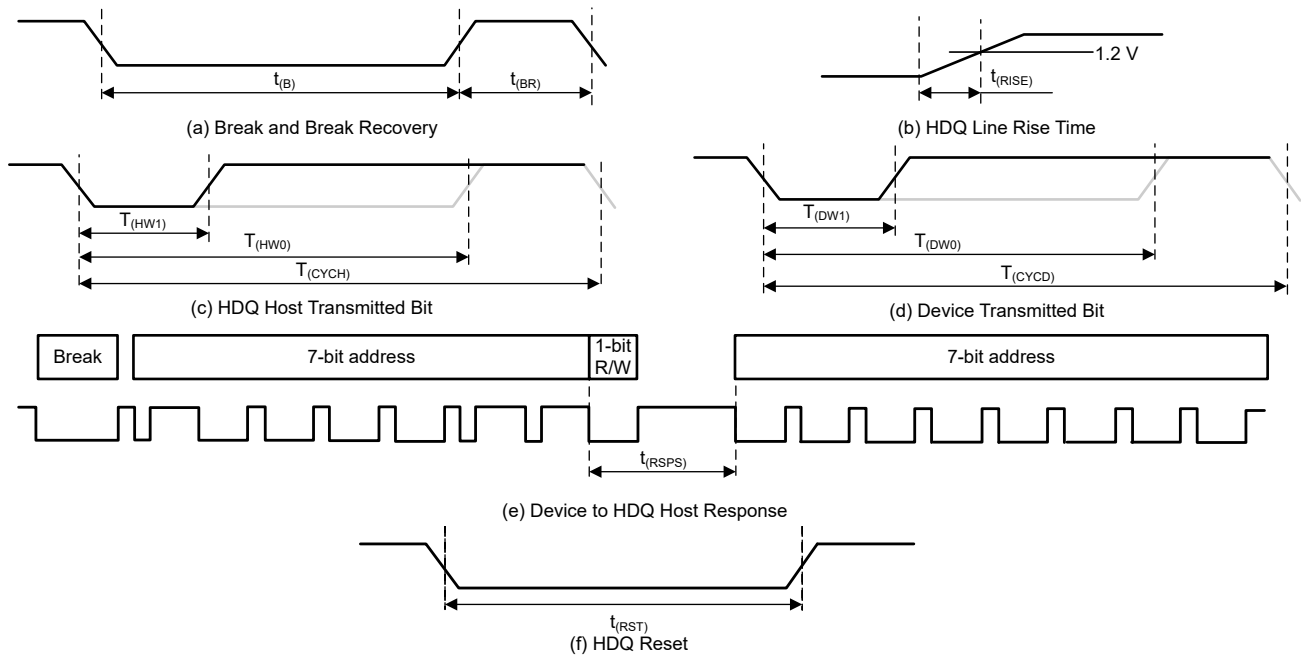 t(B)
t(BR)
(a) Break and Break Recovery
1.2 V
t(RISE)
(b) HDQ Line Rise Time
T(HW1)
T(HW0)
T(CYCH)
(c) HDQ Host Transmitted Bit
T(DW1)
T(DW0)
T(CYCD)
(d) Device Transmitted Bit
Break
7-bit address
1-bit
R/W
7-bit address
t(RSPS)
(e) Device to HDQ Host Response
t(RST)
(f) HDQ Reset